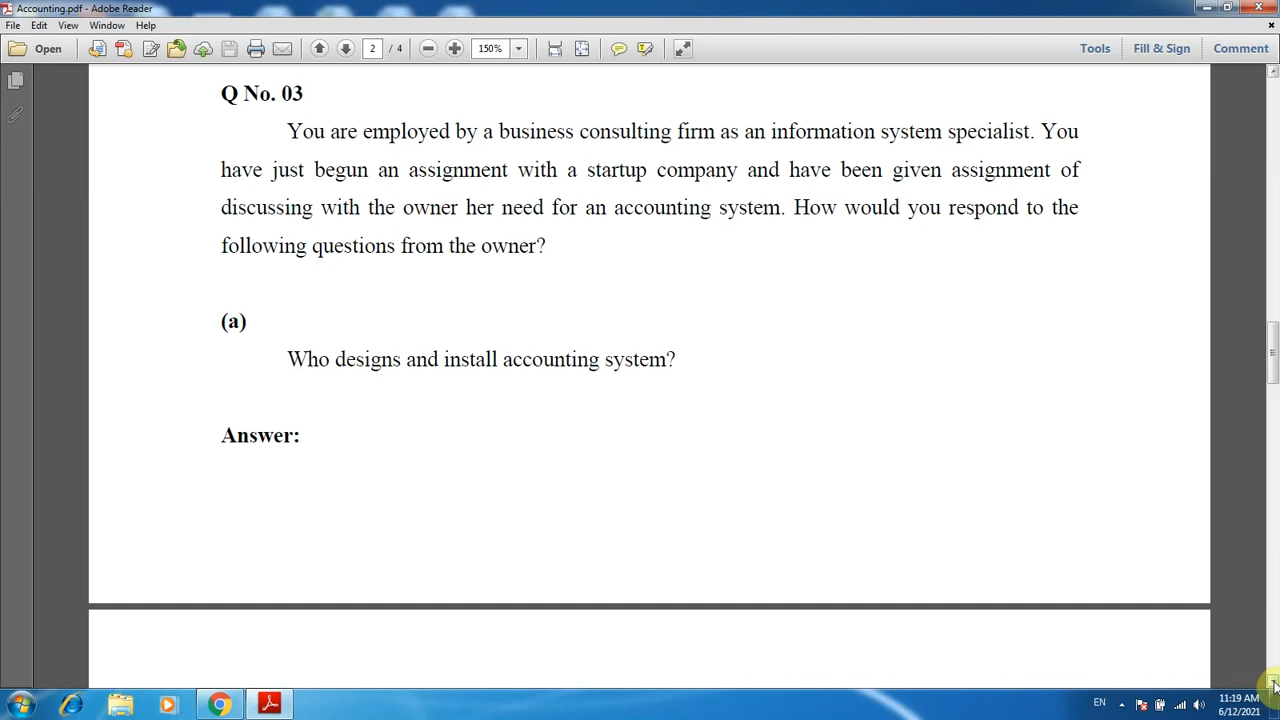 Accounting.pdf - Adobe Reader
File Edit View Window Help
Open 2 / 4 150% Tools Fill & Sign Comment
Q No. 03
You are employed by a business consulting firm as an information system specialist. You
have just begun an assignment with a startup company and have been given assignment of
discussing with the owner her need for an accounting system. How would you respond to the
following questions from the owner?
(a)
Who designs and install accounting system?
Answer:
EN 11:19 AM
6/12/2021